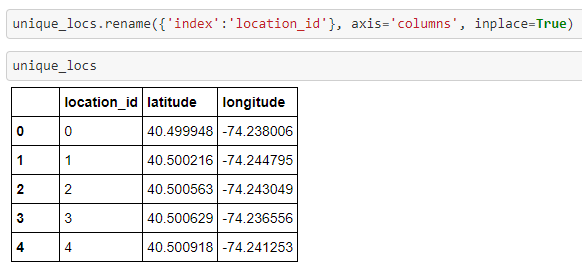 unique_locs.rename({'index':'location_id'}, axis='columns', inplace=True)
unique_locs
location_id latitude longitude
0 0 40.499948 -74.238006
1 1 40.500216 -74.244795
2 2 40.500563 -74.243049
3 3 40.500629 -74.236556
4 4 40.500918 -74.241253